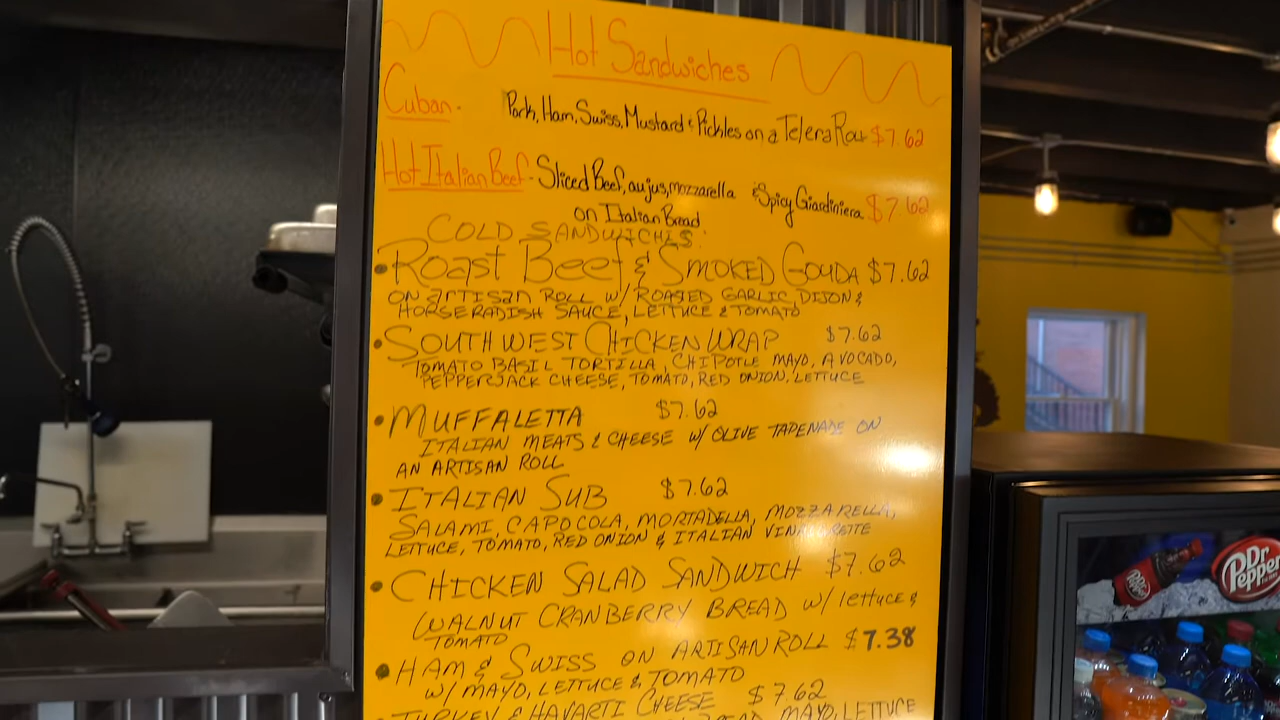 Hot Sandwiches
Cuban. Pork, Ham, Swiss, Mustard & Pickles on a Telera Roll $7.62
Hot Italian Beef - Sliced Beef, au jus, mozzarella & Spicy Giardiniera $7.62
on Italian Bread
COLD SANDWICHES
• ROAST BEEF & SMOKED GOUDA $7.62
ON ARTISAN ROLL W/ ROASTED GARLIC, DIJON &
HORSERADISH SAUCE, LETTUCE & TOMATO
• SOUTHWEST CHICKEN WRAP $7.62
TOMATO BASIL TORTILLA, CHIPOTLE MAYO, AVOCADO,
PEPPERJACK CHEESE, TOMATO, RED ONION, LETTUCE
• MUFFALETTA $7.62
ITALIAN MEATS & CHEESE W/ OLIVE TAPENADE ON
AN ARTISAN ROLL
• ITALIAN SUB $7.62
SALAMI, CAPOCOLA, MORTADELLA, MOZZARELLA,
LETTUCE, TOMATO, RED ONION & ITALIAN VINAIGRETTE
• CHICKEN SALAD SANDWICH $7.62
WALNUT CRANBERRY BREAD W/ lettuce &
TOMATO
• HAM & SWISS ON ARTISAN ROLL $7.38
W/ MAYO, LETTUCE & TOMATO
TURKEY & HAVARTI CHEESE $7.62
BREAD, MAYO, LETTUCE
Dr Pepper
DR Pepper